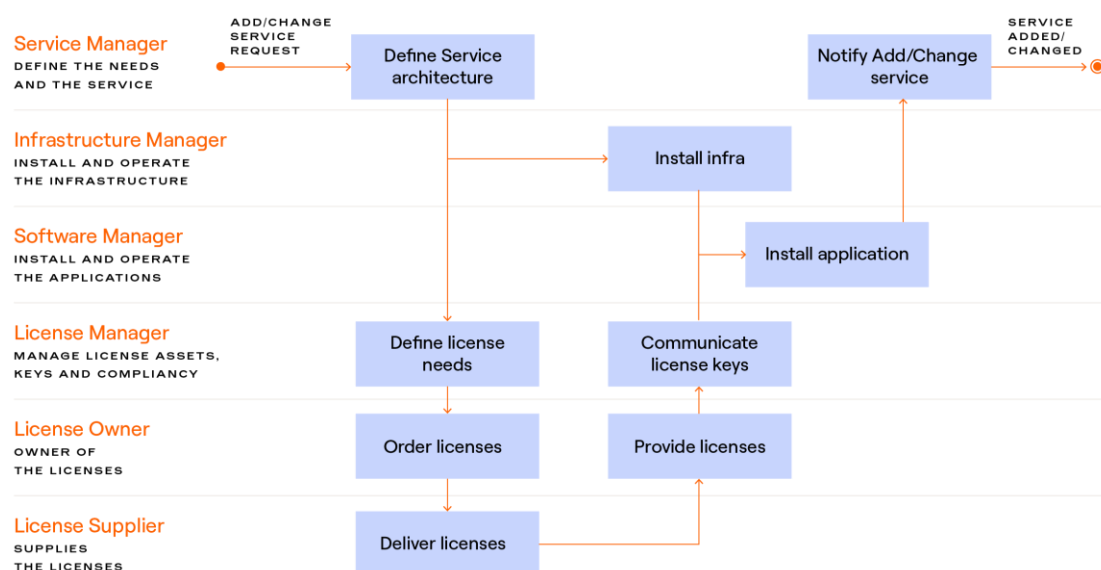 ADD/CHANGE
SERVICE
REQUEST
SERVICE
ADDED/
CHANGED
Service Manager
DEFINE THE NEEDS
AND THE SERVICE
Define Service
architecture
Notify Add/Change
service
Infrastructure Manager
INSTALL AND OPERATE
THE INFRASTRUCTURE
Install infra
Software Manager
INSTALL AND OPERATE
THE APPLICATIONS
Install application
License Manager
MANAGE LICENSE ASSETS,
KEYS AND COMPLIANCY
Define license
needs
Communicate
license keys
License Owner
OWNER OF
THE LICENSES
Order licenses
Provide licenses
License Supplier
SUPPLIES
THE LICENSES
Deliver licenses